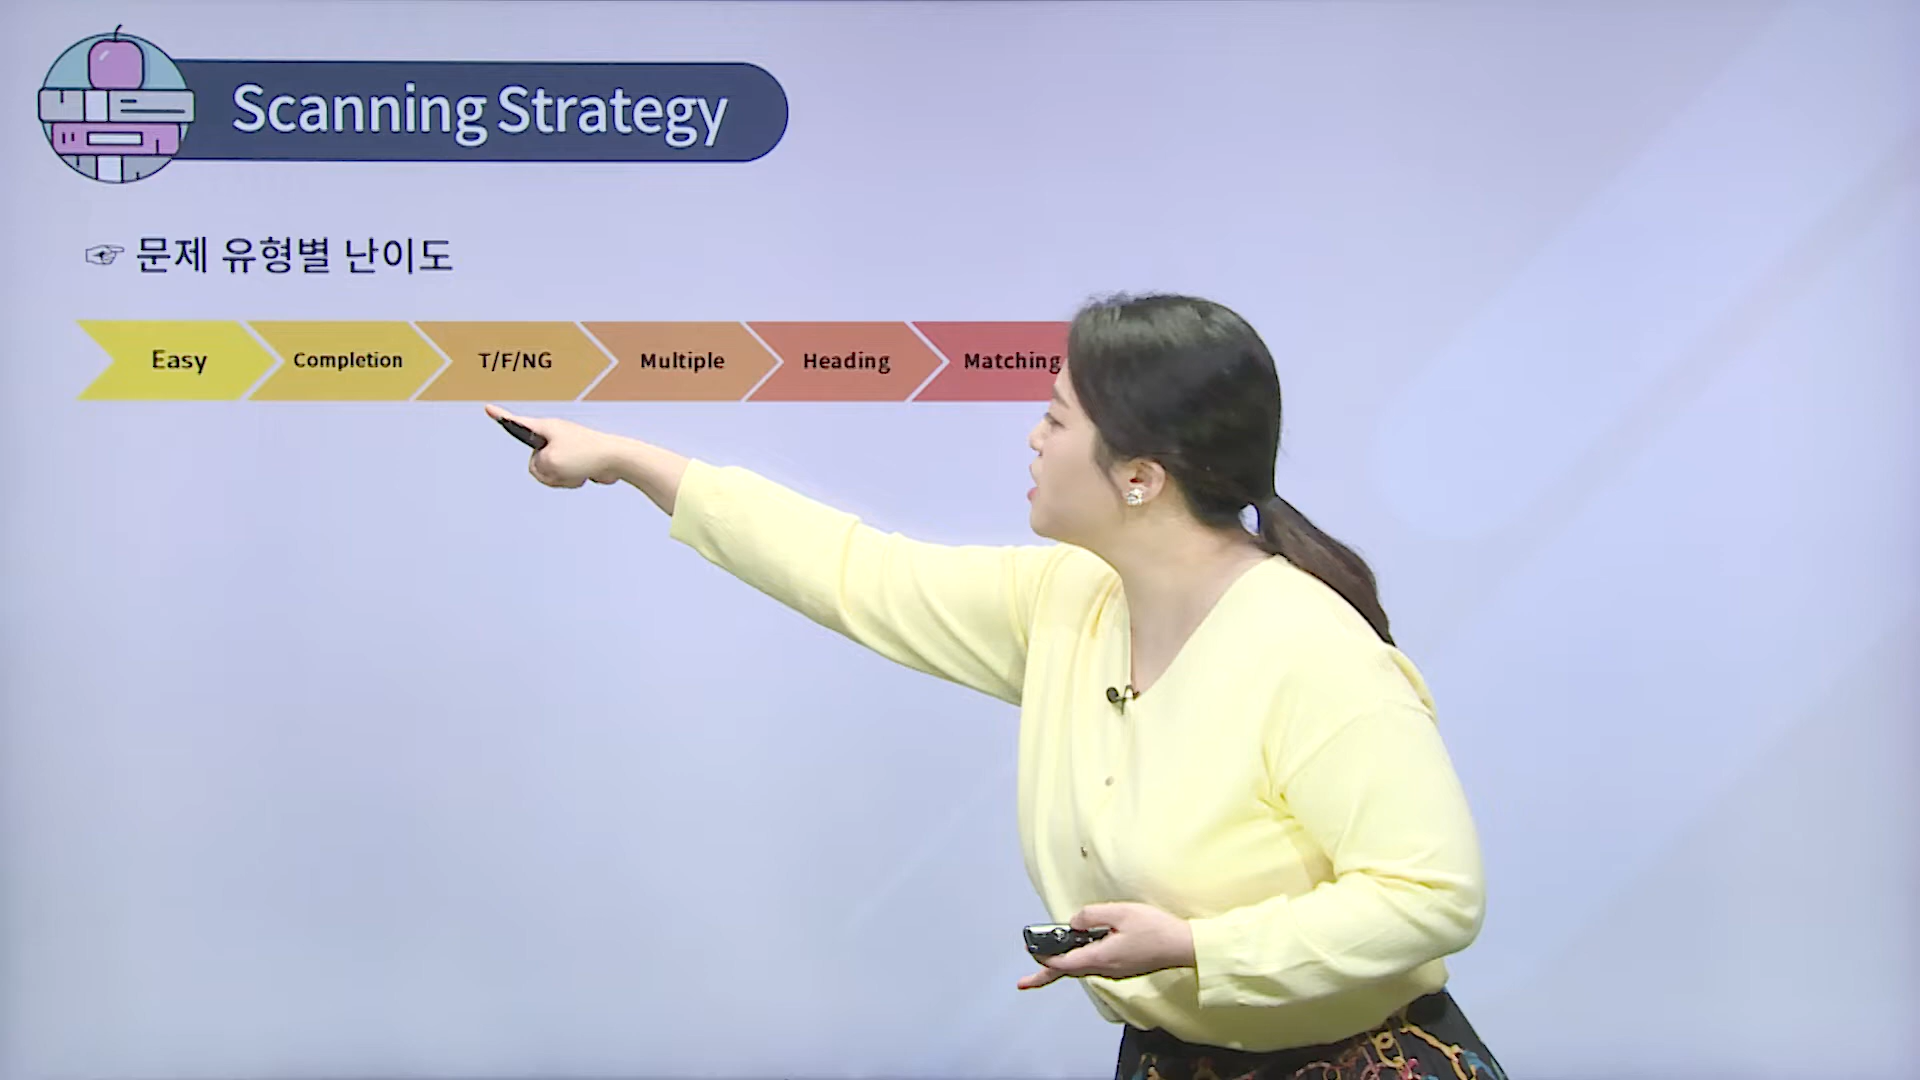 Scanning Strategy
☞ 문제 유형별 난이도
Easy Completion T/F/NG Multiple Heading Matching